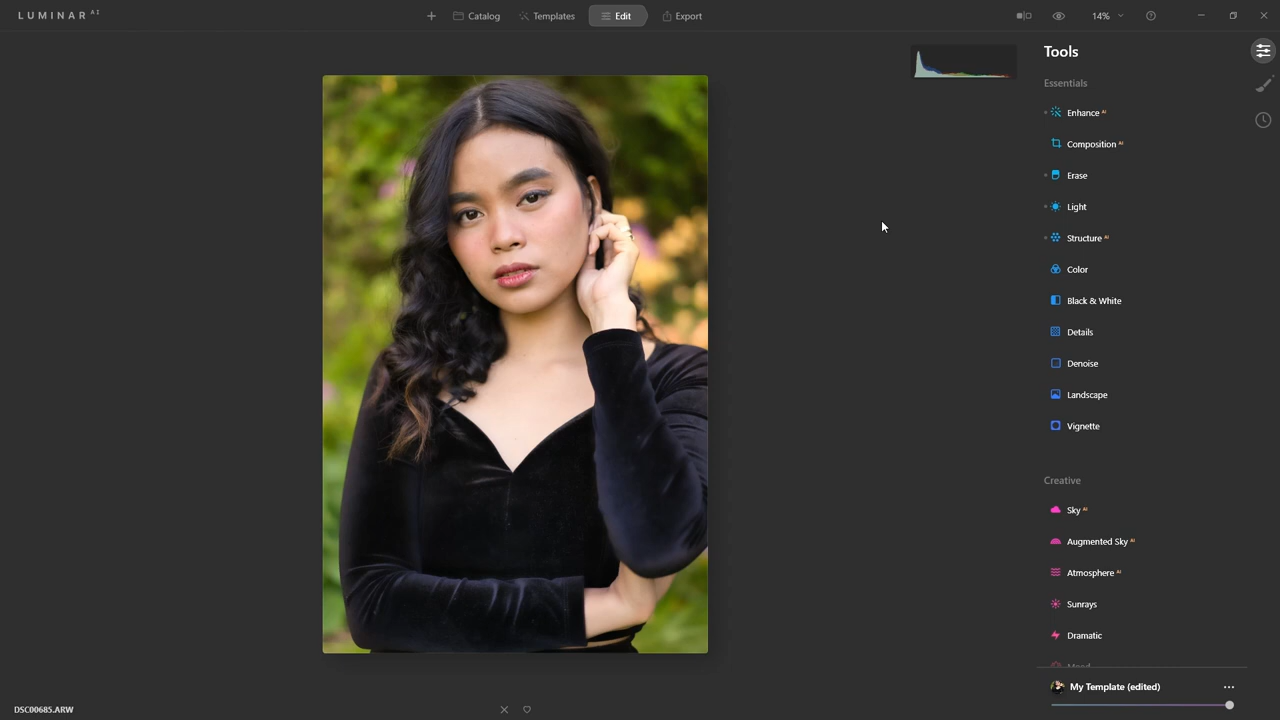 LUMINAR AI
Catalog
Templates
Edit
Export
14%
Tools
Essentials
Enhance AI
Composition AI
Erase
Light
Structure AI
Color
Black & White
Details
Denoise
Landscape
Vignette
Creative
Sky AI
Augmented Sky AI
Atmosphere AI
Sunrays
Dramatic
Mood
My Template (edited)
DSC00685.ARW